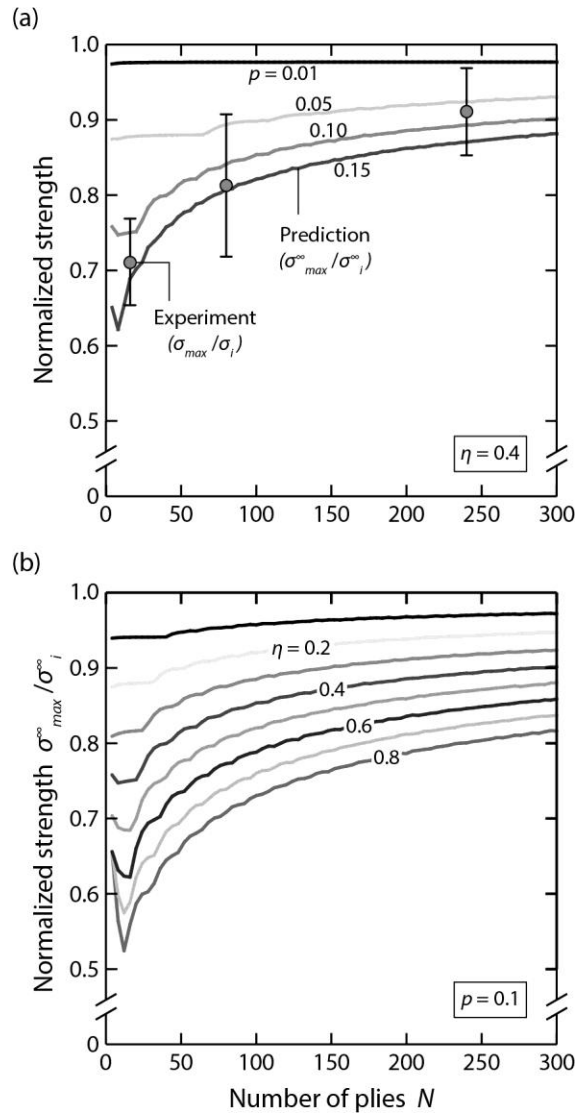 (a)
1.0
p = 0.01
0.05
0.9
0.10
0.15
0.8
Prediction
(σ∞max/σ∞i)
0.7
Experiment
(σmax/σi)
0.6
0.5
η = 0.4
0
0 50 100 150 200 250 300
Normalized strength
(b)
1.0
η = 0.2
0.9
0.4
0.8
0.6
0.8
0.7
0.6
0.5
p = 0.1
0
0 50 100 150 200 250 300
Normalized strength σ∞max/σ∞i
Number of plies N